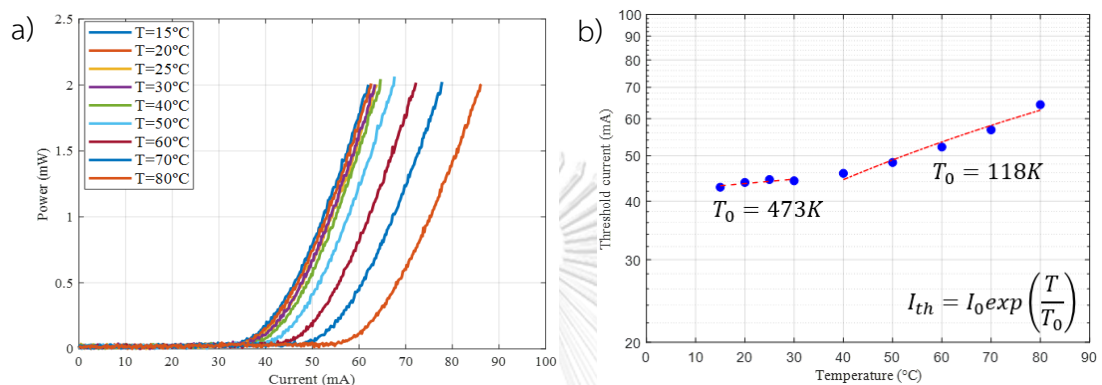 a)
2.5
2
1.5
1
0.5
0
Power (mW)
T=15ºC
T=20ºC
T=25ºC
T=30ºC
T=40ºC
T=50ºC
T=60ºC
T=70ºC
T=80ºC
0 10 20 30 40 50 60 70 80 90 100
Current (mA)
b)
100
90
80
70
60
50
40
30
20
Threshold current (mA)
T₀ = 473K
T₀ = 118K
I_th = I₀exp(T/T₀)
0 10 20 30 40 50 60 70 80 90
Temperature (°C)